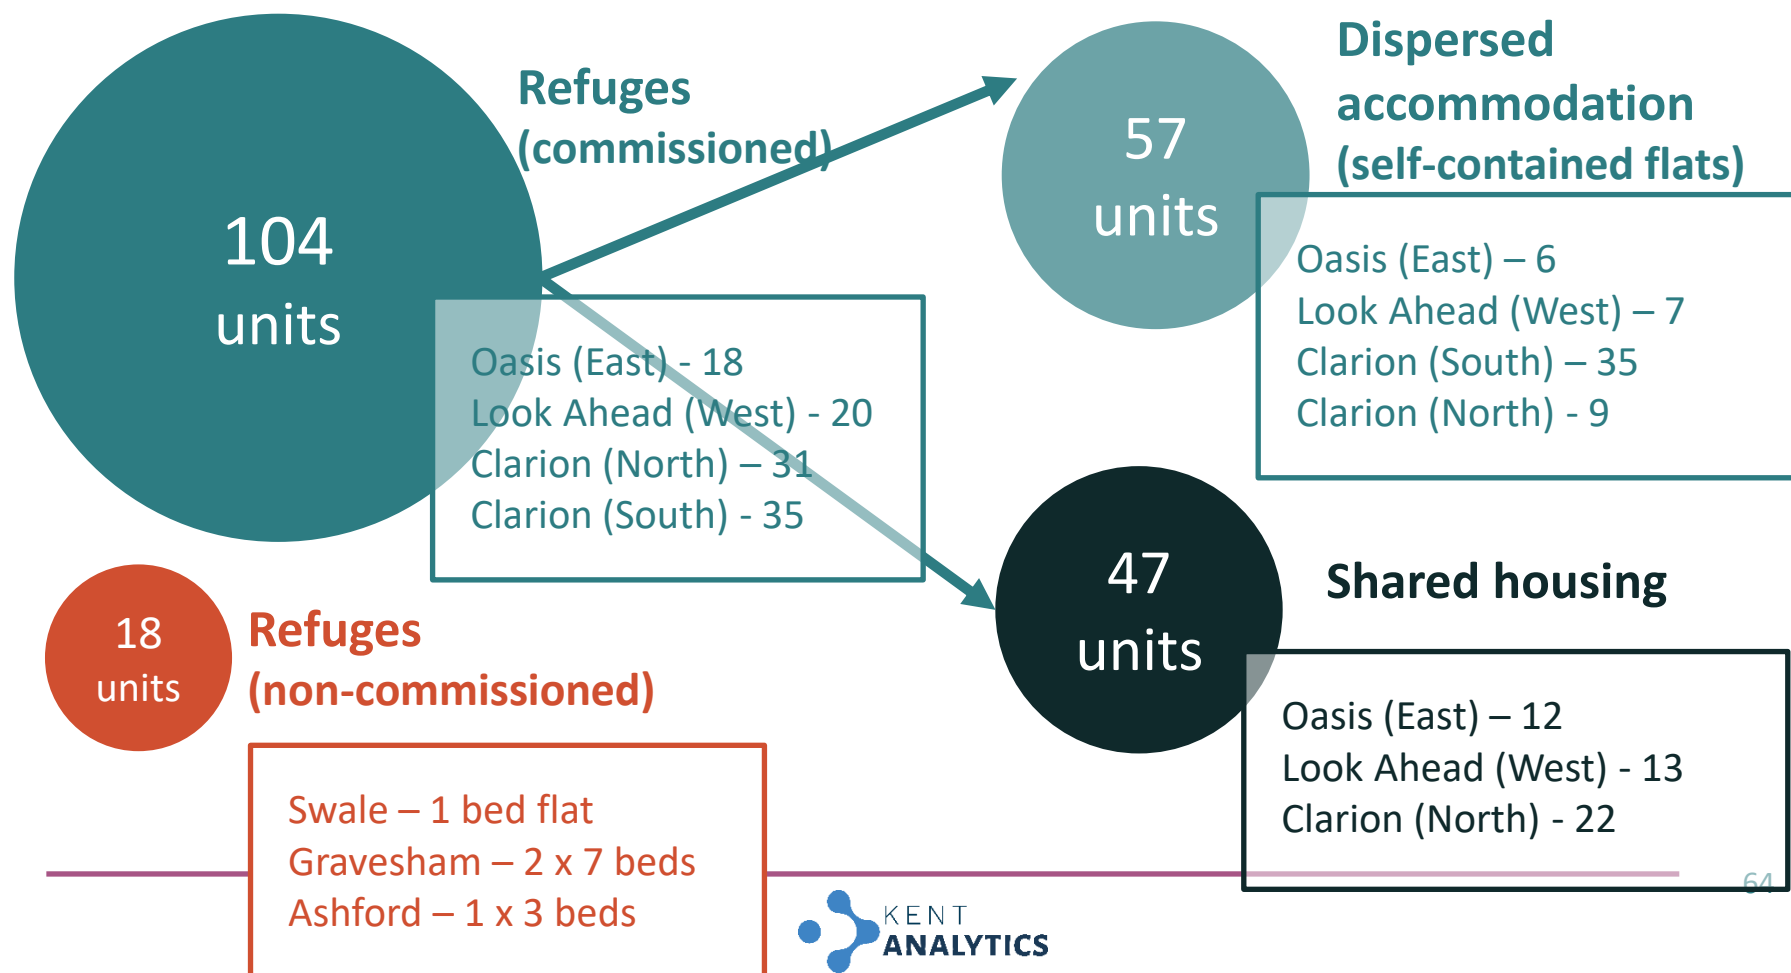 104
units
Refuges
(commissioned)
Oasis (East) - 18
Look Ahead (West) - 20
Clarion (North) – 31
Clarion (South) - 35
57
units
Dispersed
accommodation
(self-contained flats)
Oasis (East) – 6
Look Ahead (West) – 7
Clarion (South) – 35
Clarion (North) - 9
18
units
Refuges
(non-commissioned)
Swale – 1 bed flat
Gravesham – 2 x 7 beds
Ashford – 1 x 3 beds
47
units
Shared housing
Oasis (East) – 12
Look Ahead (West) - 13
Clarion (North) - 22
64
KENT
ANALYTICS